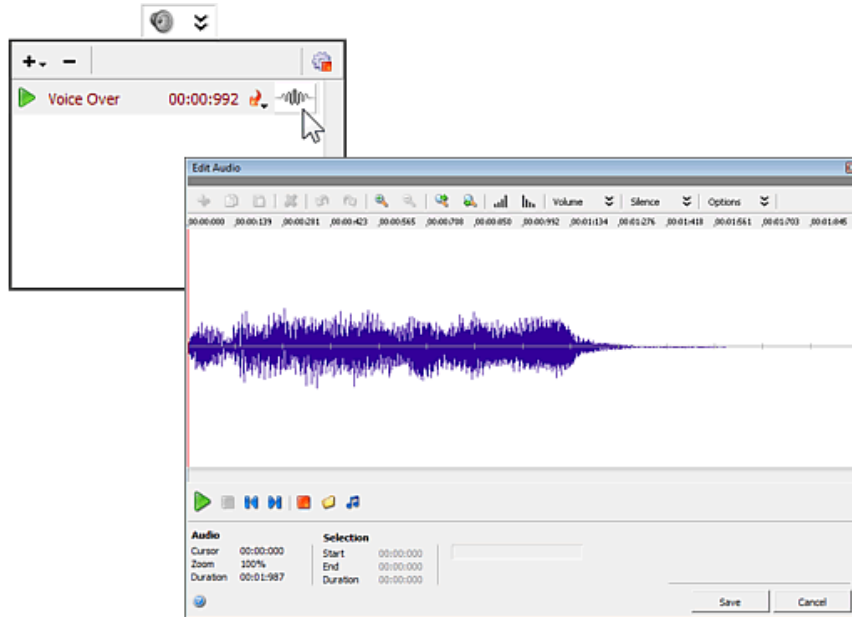 Voice Over 00:00:992
Edit Audio
Volume Silence Options
00:00:000 00:00:139 00:00:281 00:00:423 00:00:565 00:00:708 00:00:850 00:00:992 00:01:134 00:01:276 00:01:418 00:01:561 00:01:703 00:01:845
Audio Selection
Cursor 00:00:000 Start 00:00:000
Zoom 100% End 00:00:000
Duration 00:01:987 Duration 00:00:000
Save Cancel